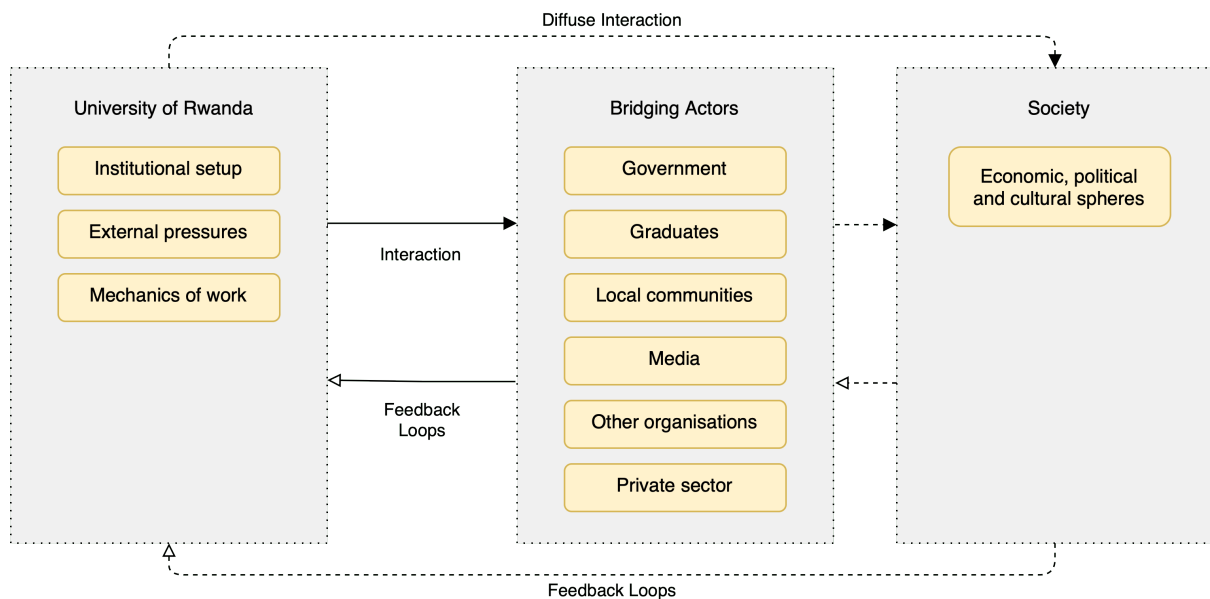 Diffuse Interaction
University of Rwanda
Institutional setup
External pressures
Mechanics of work
Interaction
Feedback
Loops
Bridging Actors
Government
Graduates
Local communities
Media
Other organisations
Private sector
Society
Economic, political
and cultural spheres
Feedback Loops